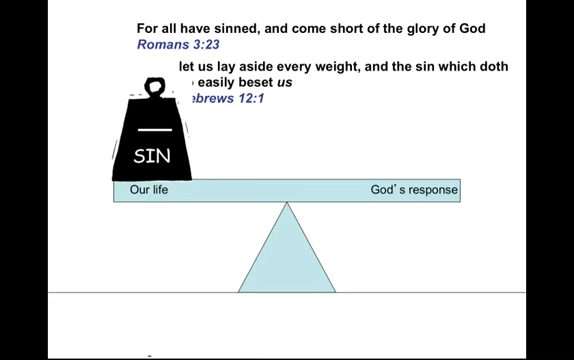 For all have sinned, and come short of the glory of God
Romans 3:23
let us lay aside every weight, and the sin which doth
easily beset us
ebrews 12:1
SIN
Our life God's response